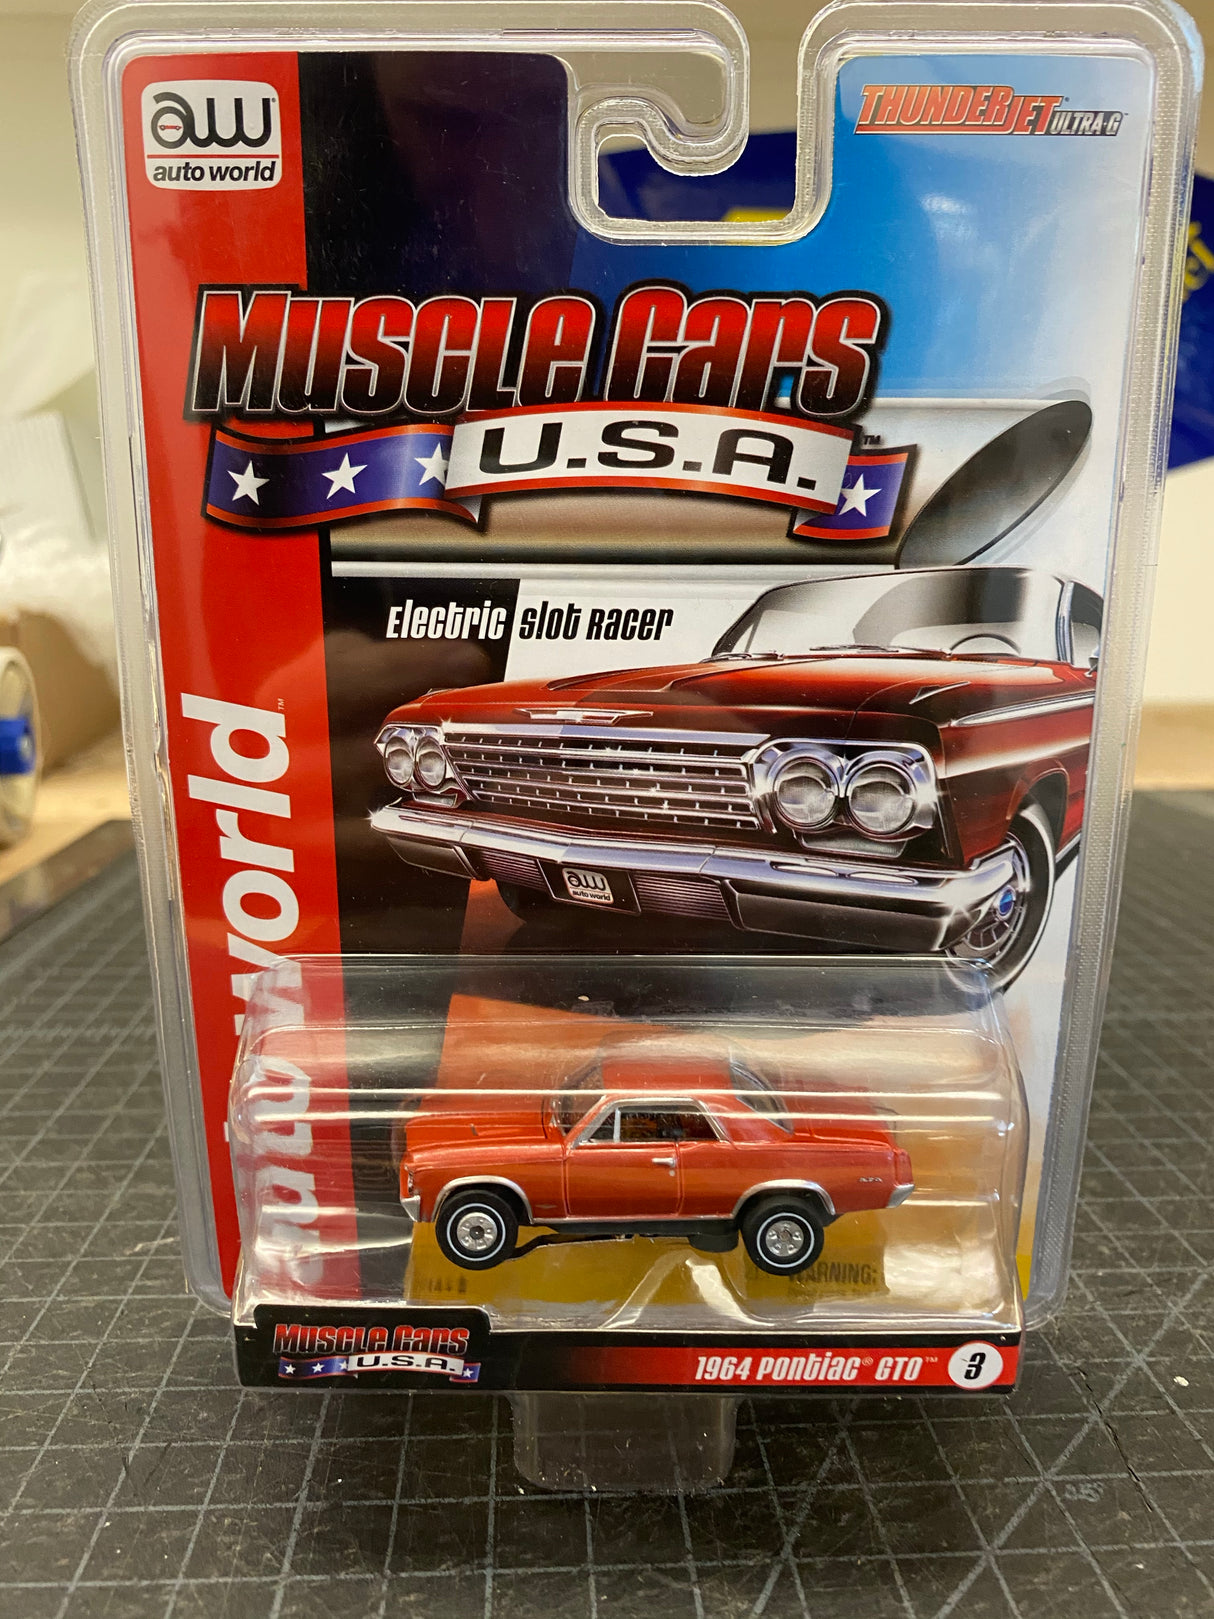 aw
auto world
THUNDERJET ULTRA-G
Muscle Cars
U.S.A.
Electric Slot Racer
auto world
aw
auto world
WARNING:
Muscle Cars
U.S.A.
1964 Pontiac® GTO™
3